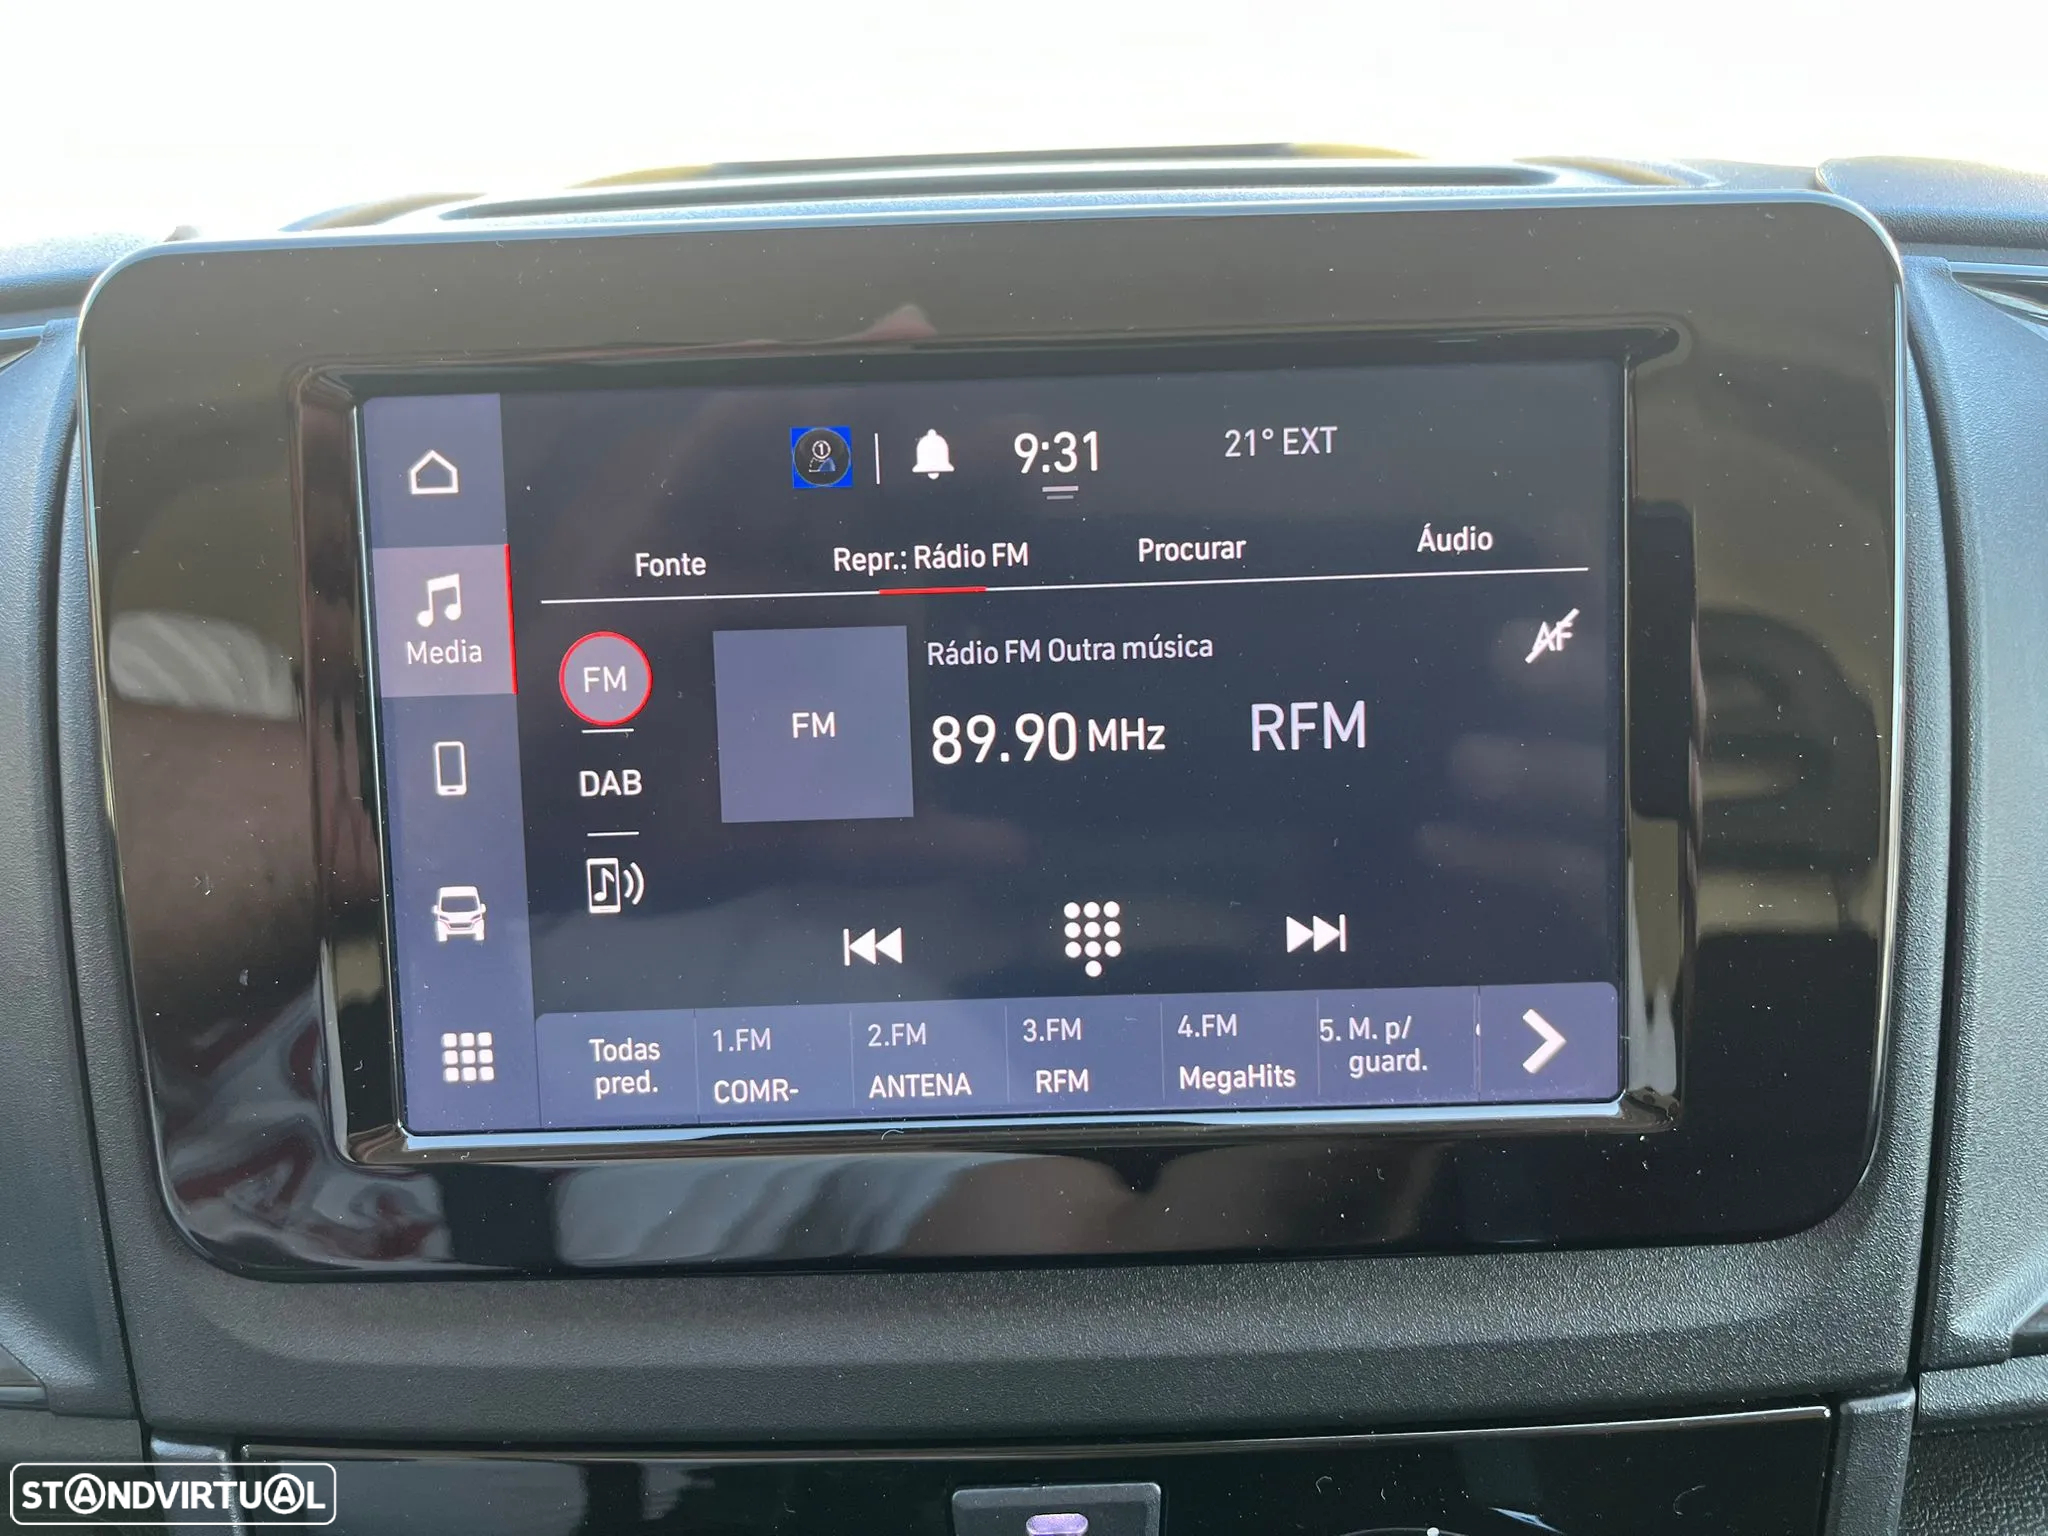 9:31
21° EXT
Fonte
Repr.: Rádio FM
Procurar
Áudio
Media
FM
DAB
FM
Rádio FM Outra música
89.90 MHz
RFM
AF
Todas
pred.
1.FM
COMR-
2.FM
ANTENA
3.FM
RFM
4.FM
MegaHits
5. M. p/
guard.
STANDVIRTUAL